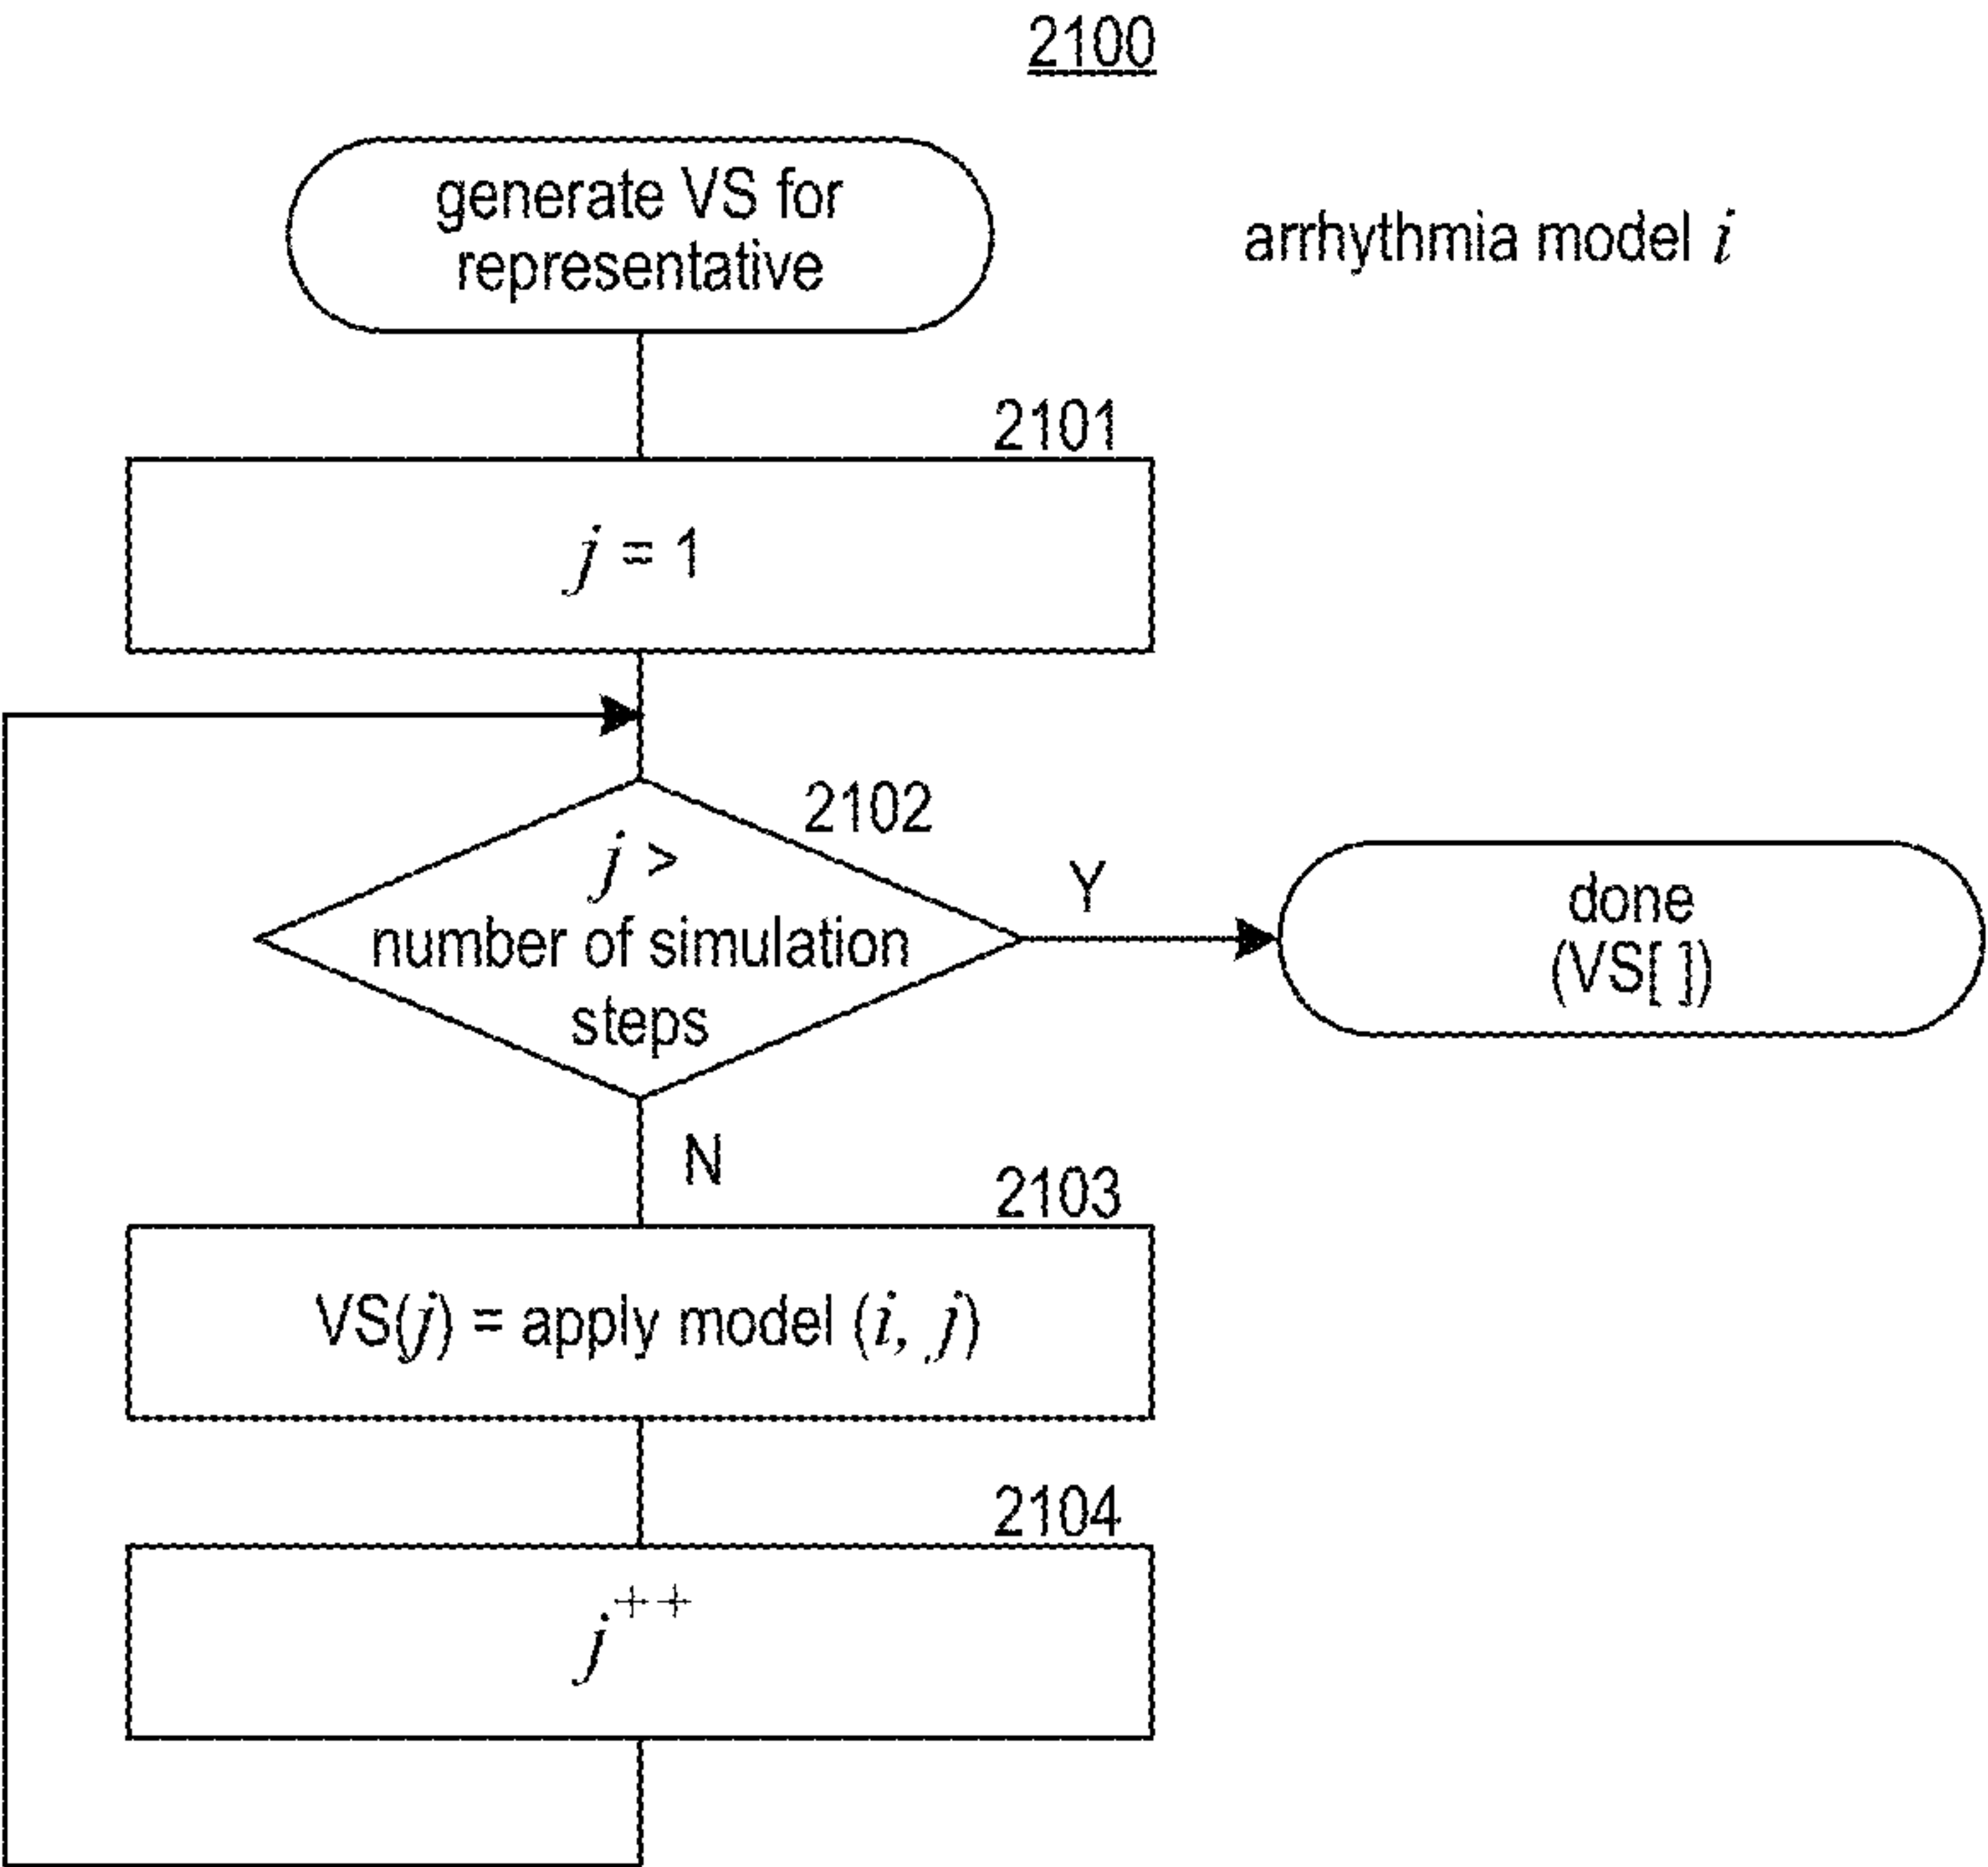 2100
generate VS for
representative
arrhythmia model i
2101
j = 1
2102
j >
number of simulation
steps
Y
done
(VS[ ])
N
2103
VS(j) = apply model (i, j)
2104
j++